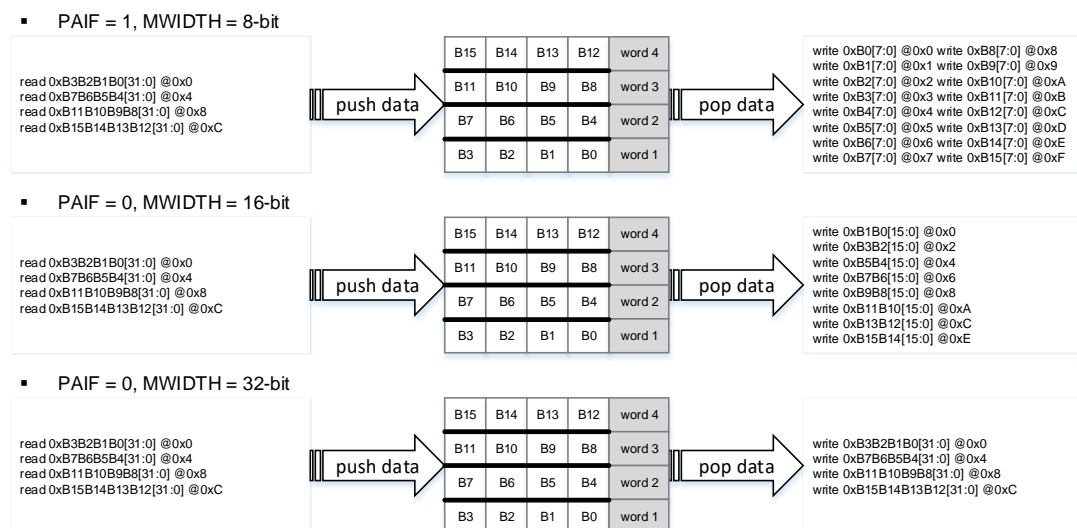 ▪ PAIF = 1, MWIDTH = 8-bit
read 0xB3B2B1B0[31:0] @0x0
read 0xB7B6B5B4[31:0] @0x4
read 0xB11B10B9B8[31:0] @0x8
read 0xB15B14B13B12[31:0] @0xC
push data
B15 B14 B13 B12 word 4
B11 B10 B9 B8 word 3
B7 B6 B5 B4 word 2
B3 B2 B1 B0 word 1
pop data
write 0xB0[7:0] @0x0 write 0xB8[7:0] @0x8
write 0xB1[7:0] @0x1 write 0xB9[7:0] @0x9
write 0xB2[7:0] @0x2 write 0xB10[7:0] @0xA
write 0xB3[7:0] @0x3 write 0xB11[7:0] @0xB
write 0xB4[7:0] @0x4 write 0xB12[7:0] @0xC
write 0xB5[7:0] @0x5 write 0xB13[7:0] @0xD
write 0xB6[7:0] @0x6 write 0xB14[7:0] @0xE
write 0xB7[7:0] @0x7 write 0xB15[7:0] @0xF
▪ PAIF = 0, MWIDTH = 16-bit
read 0xB3B2B1B0[31:0] @0x0
read 0xB7B6B5B4[31:0] @0x4
read 0xB11B10B9B8[31:0] @0x8
read 0xB15B14B13B12[31:0] @0xC
push data
B15 B14 B13 B12 word 4
B11 B10 B9 B8 word 3
B7 B6 B5 B4 word 2
B3 B2 B1 B0 word 1
pop data
write 0xB1B0[15:0] @0x0
write 0xB3B2[15:0] @0x2
write 0xB5B4[15:0] @0x4
write 0xB7B6[15:0] @0x6
write 0xB9B8[15:0] @0x8
write 0xB11B10[15:0] @0xA
write 0xB13B12[15:0] @0xC
write 0xB15B14[15:0] @0xE
▪ PAIF = 0, MWIDTH = 32-bit
read 0xB3B2B1B0[31:0] @0x0
read 0xB7B6B5B4[31:0] @0x4
read 0xB11B10B9B8[31:0] @0x8
read 0xB15B14B13B12[31:0] @0xC
push data
B15 B14 B13 B12 word 4
B11 B10 B9 B8 word 3
B7 B6 B5 B4 word 2
B3 B2 B1 B0 word 1
pop data
write 0xB3B2B1B0[31:0] @0x0
write 0xB7B6B5B4[31:0] @0x4
write 0xB11B10B9B8[31:0] @0x8
write 0xB15B14B13B12[31:0] @0xC